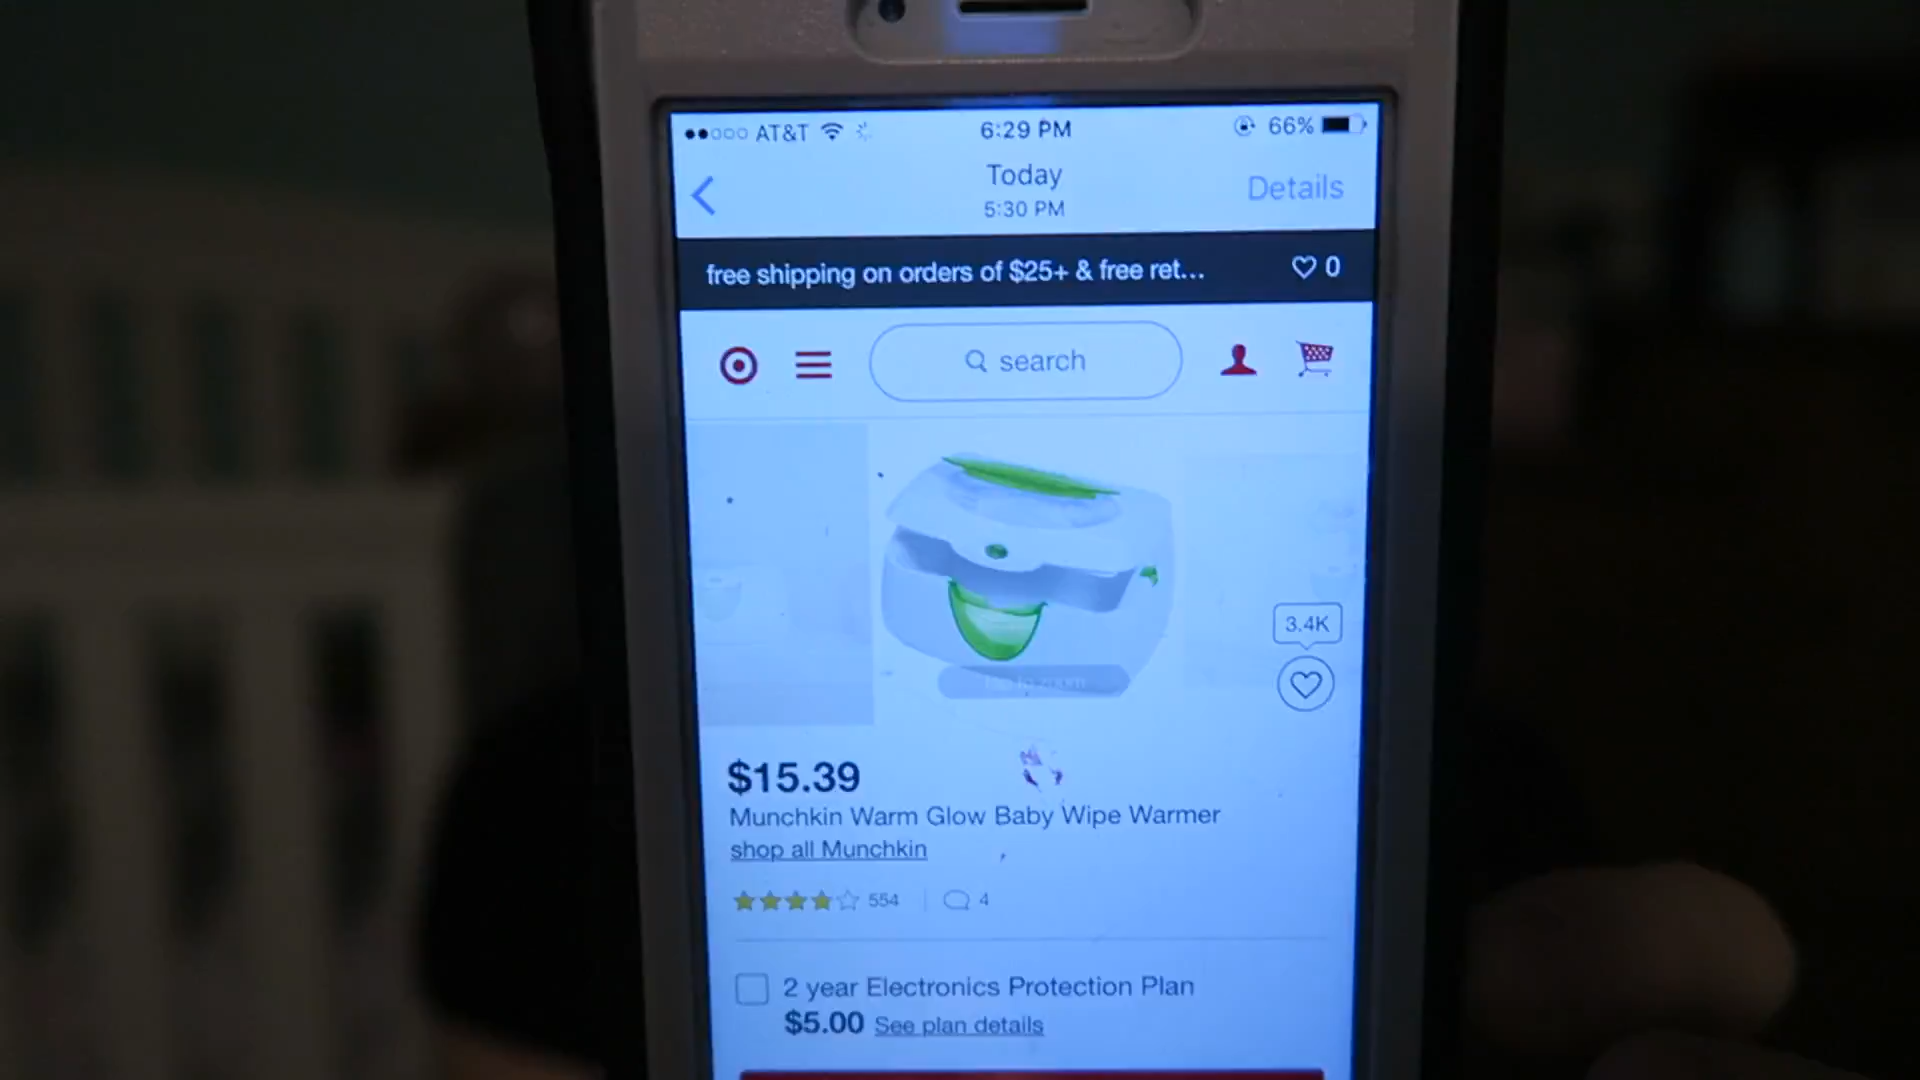 AT&T 6:29 PM 66%
Today
5:30 PM
Details
free shipping on orders of $25+ & free ret...
0
search
3.4K
$15.39
Munchkin Warm Glow Baby Wipe Warmer
shop all Munchkin
554 4
2 year Electronics Protection Plan
$5.00 See plan details